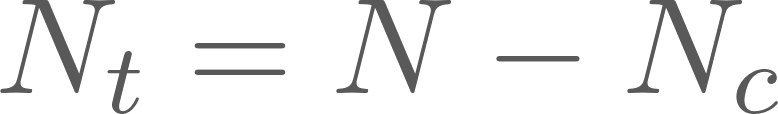 $N_t = N - N_c$